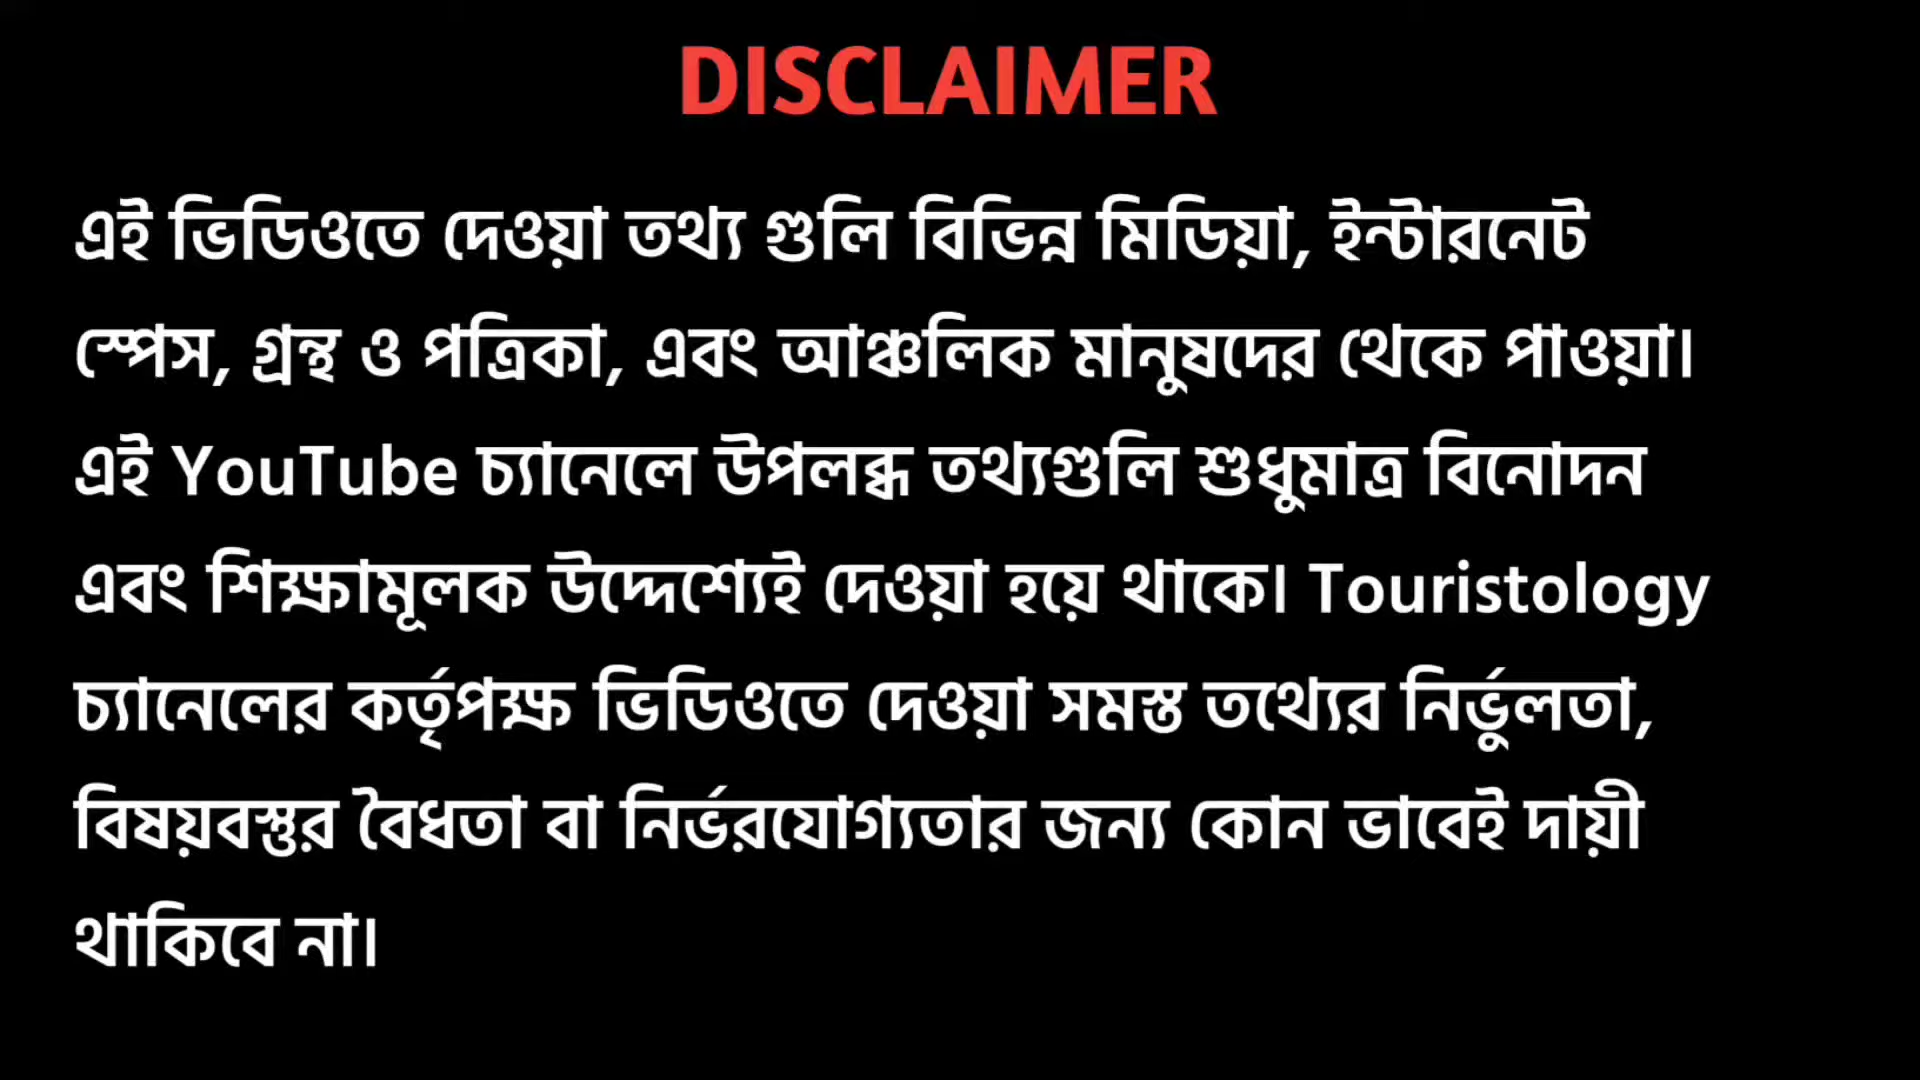 DISCLAIMER
এই ভিডিওতে দেওয়া তথ্য গুলি বিভিন্ন মিডিয়া, ইন্টারনেট
স্পেস, গ্রন্থ ও পত্রিকা, এবং আঞ্চলিক মানুষদের থেকে পাওয়া।
এই YouTube চ্যানেলে উপলব্ধ তথ্যগুলি শুধুমাত্র বিনোদন
এবং শিক্ষামূলক উদ্দেশ্যেই দেওয়া হয়ে থাকে। Touristology
চ্যানেলের কর্তৃপক্ষ ভিডিওতে দেওয়া সমস্ত তথ্যের নির্ভুলতা,
বিষয়বস্তুর বৈধতা বা নির্ভরযোগ্যতার জন্য কোন ভাবেই দায়ী
থাকিবে না।